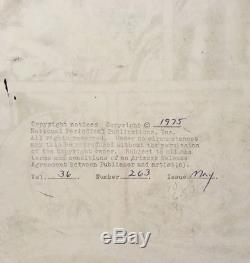 Copyright notices Copyright © 1975
National Periodical Publications, Inc.
All rights reserved. Under no circumstances
may this be reproduced without the permission
of the Copyright owner. Subject to all the
terms and conditions of an Artwork Release
Agreement between Publisher and artist(s).
Vol. 36 Number 263 Issue May